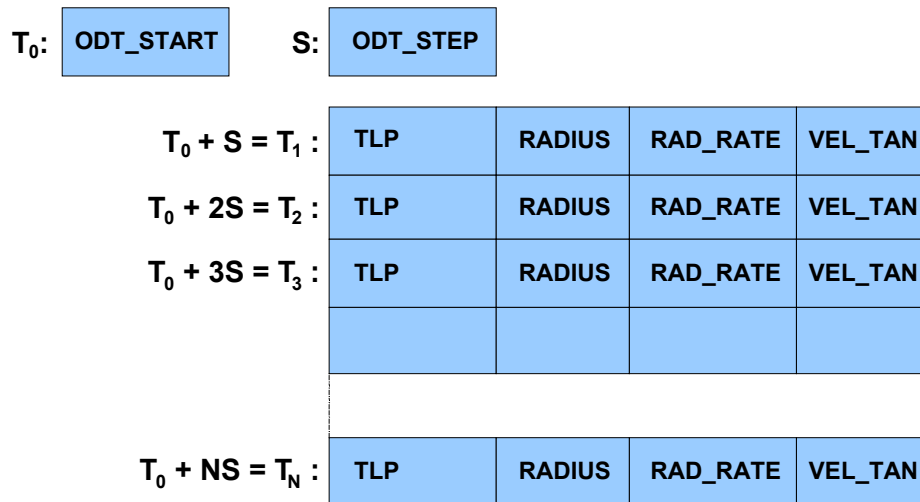 T₀: ODT_START S: ODT_STEP
T₀ + S = T₁ : TLP RADIUS RAD_RATE VEL_TAN
T₀ + 2S = T₂ : TLP RADIUS RAD_RATE VEL_TAN
T₀ + 3S = T₃ : TLP RADIUS RAD_RATE VEL_TAN
T₀ + NS = Tₙ : TLP RADIUS RAD_RATE VEL_TAN